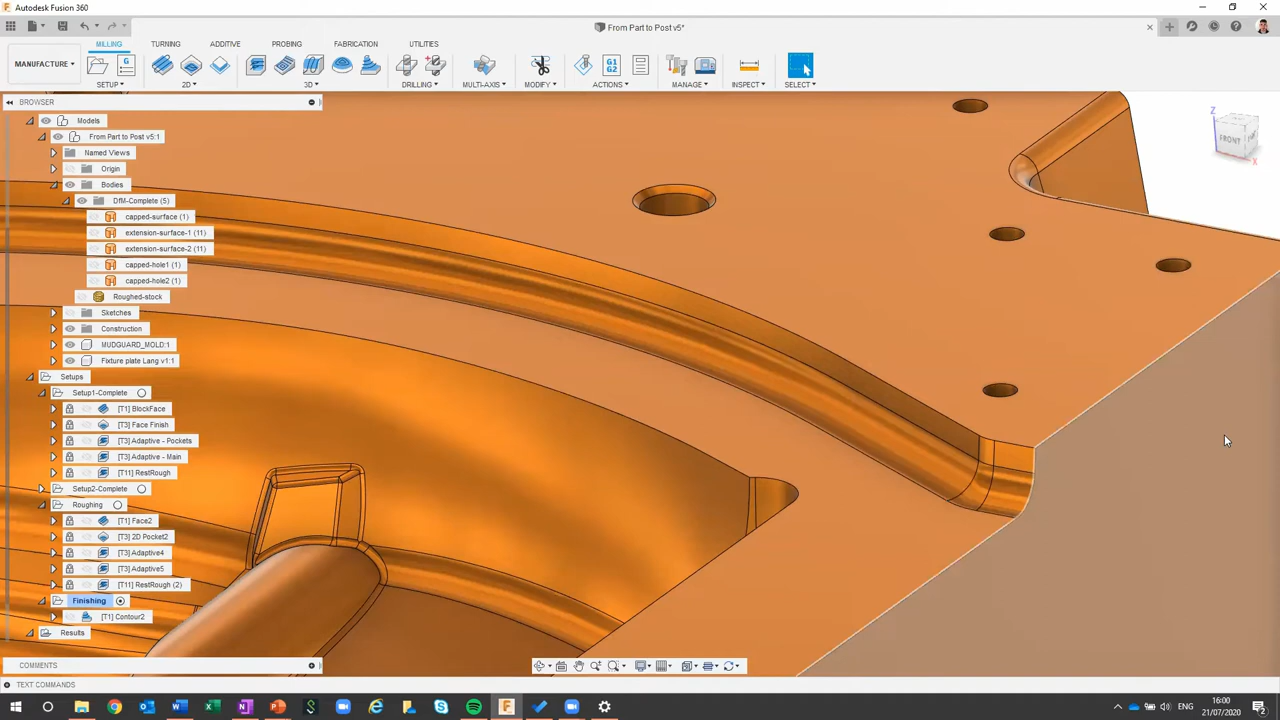 Autodesk Fusion 360
From Part to Post v5*
MILLING TURNING ADDITIVE PROBING FABRICATION UTILITIES
MANUFACTURE
G1
G2
SETUP 2D 3D DRILLING MULTI-AXIS MODIFY ACTIONS MANAGE INSPECT SELECT
BROWSER
Models
From Part to Post v5:1
Named Views
Origin
Bodies
DfM-Complete (5)
capped-surface (1)
extension-surface-1 (11)
extension-surface-2 (11)
capped-hole1 (1)
capped-hole2 (1)
Roughed-stock
Sketches
Construction
MUDGUARD_MOLD:1
Fixture plate Lang v1:1
Setups
Setup1-Complete
[T1] BlockFace
[T3] Face Finish
[T3] Adaptive - Pockets
[T3] Adaptive - Main
[T11] RestRough
Setup2-Complete
Roughing
[T1] Face2
[T3] 2D Pocket2
[T3] Adaptive4
[T3] Adaptive5
[T11] RestRough (2)
Finishing
[T1] Contour2
Results
Z
FRONT
X
COMMENTS
TEXT COMMANDS
ENG
16:00
21/07/2020
2